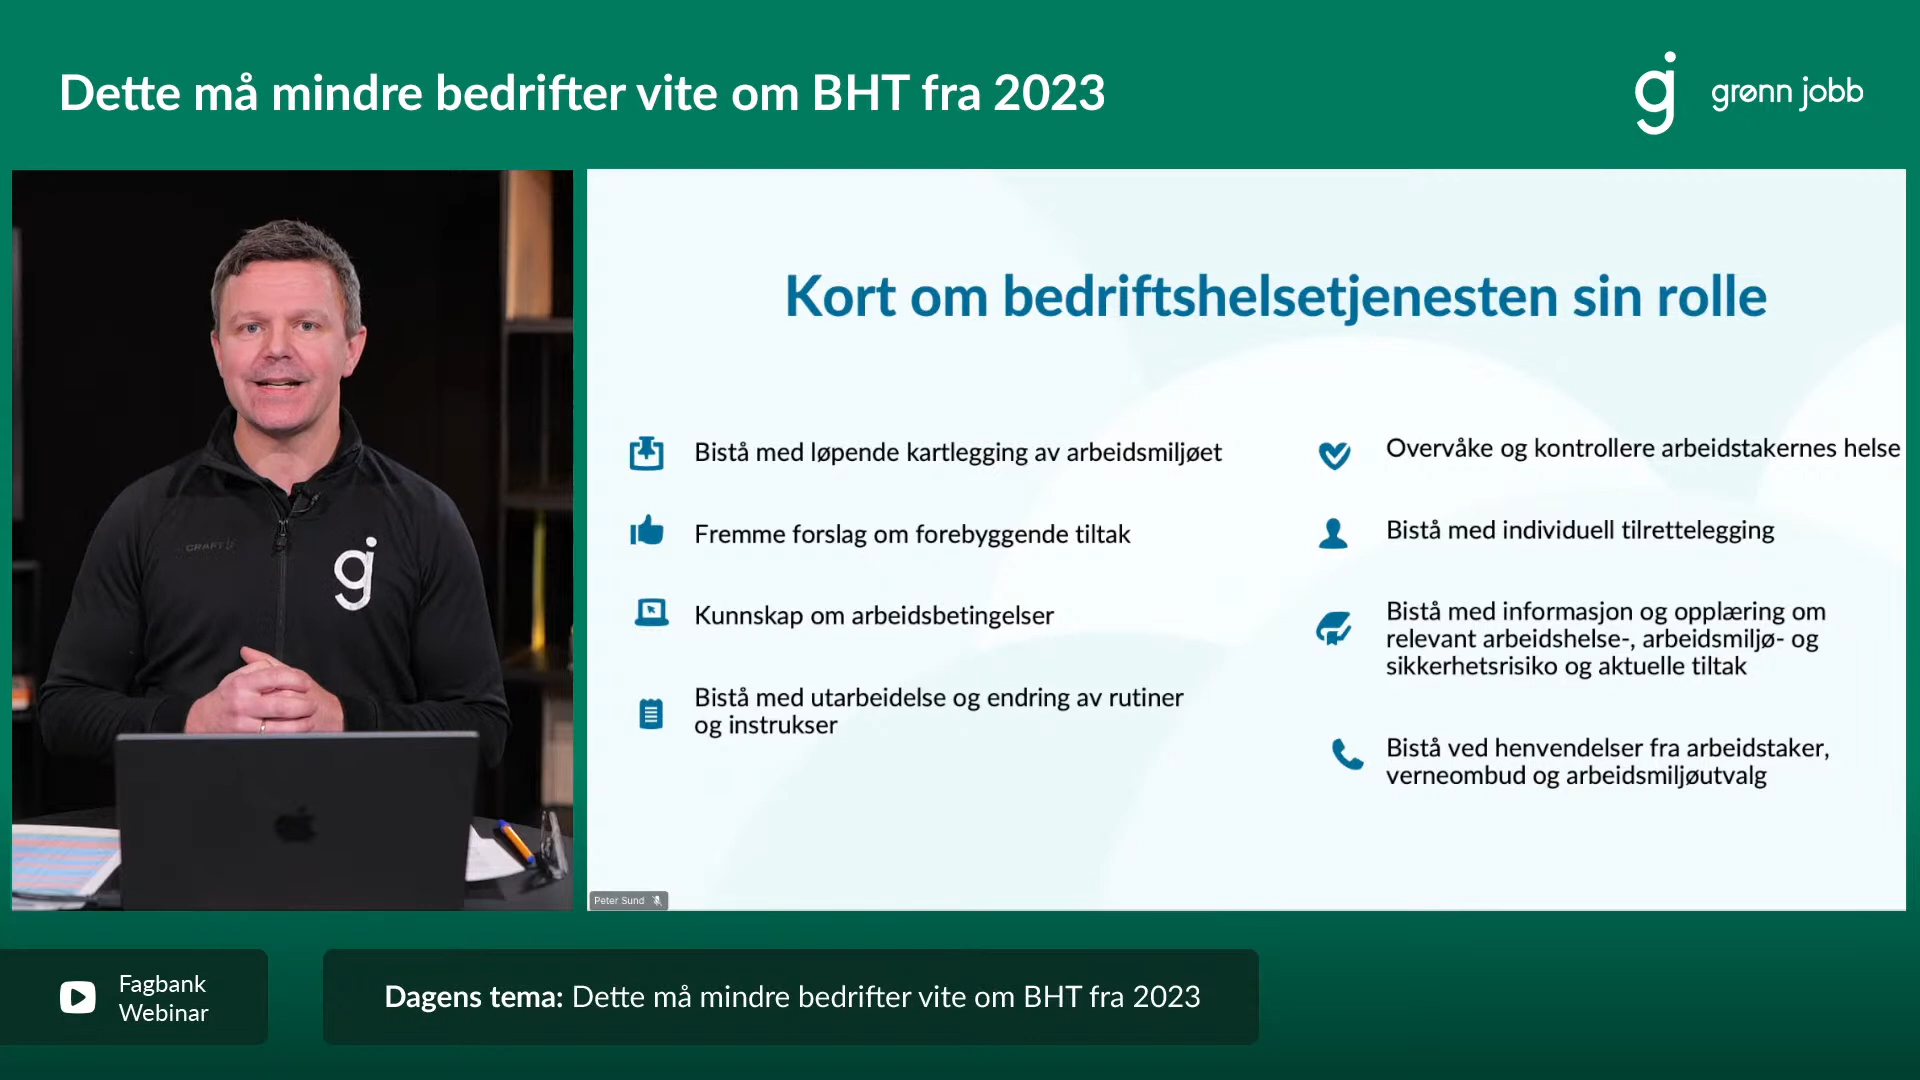 Dette må mindre bedrifter vite om BHT fra 2023
gj
grønn jobb
CRAFT
gj
Kort om bedriftshelsetjenesten sin rolle
Bistå med løpende kartlegging av arbeidsmiljøet
Fremme forslag om forebyggende tiltak
Kunnskap om arbeidsbetingelser
Bistå med utarbeidelse og endring av rutiner
og instrukser
Overvåke og kontrollere arbeidstakernes helse
Bistå med individuell tilrettelegging
Bistå med informasjon og opplæring om
relevant arbeidshelse-, arbeidsmiljø- og
sikkerhetsrisiko og aktuelle tiltak
Bistå ved henvendelser fra arbeidstaker,
verneombud og arbeidsmiljøutvalg
Peter Sund
Fagbank
Webinar
Dagens tema: Dette må mindre bedrifter vite om BHT fra 2023